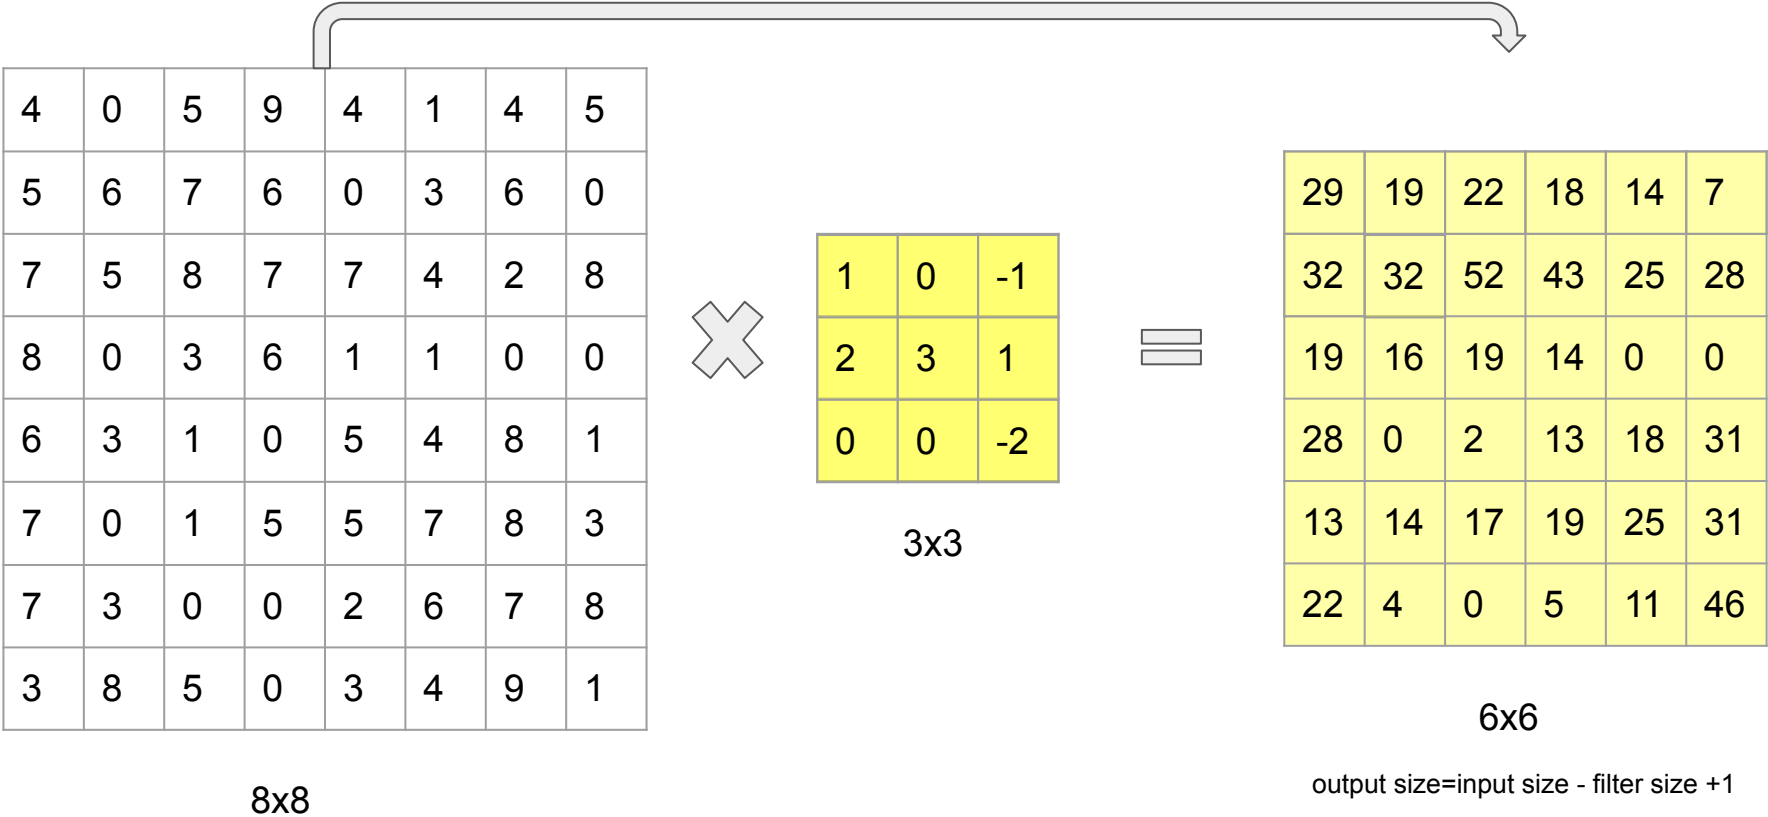 4 0 5 9 4 1 4 5
5 6 7 6 0 3 6 0
7 5 8 7 7 4 2 8
8 0 3 6 1 1 0 0
6 3 1 0 5 4 8 1
7 0 1 5 5 7 8 3
7 3 0 0 2 6 7 8
3 8 5 0 3 4 9 1
8x8
1 0 -1
2 3 1
0 0 -2
3x3
29 19 22 18 14 7
32 32 52 43 25 28
19 16 19 14 0 0
28 0 2 13 18 31
13 14 17 19 25 31
22 4 0 5 11 46
6x6
output size=input size - filter size +1